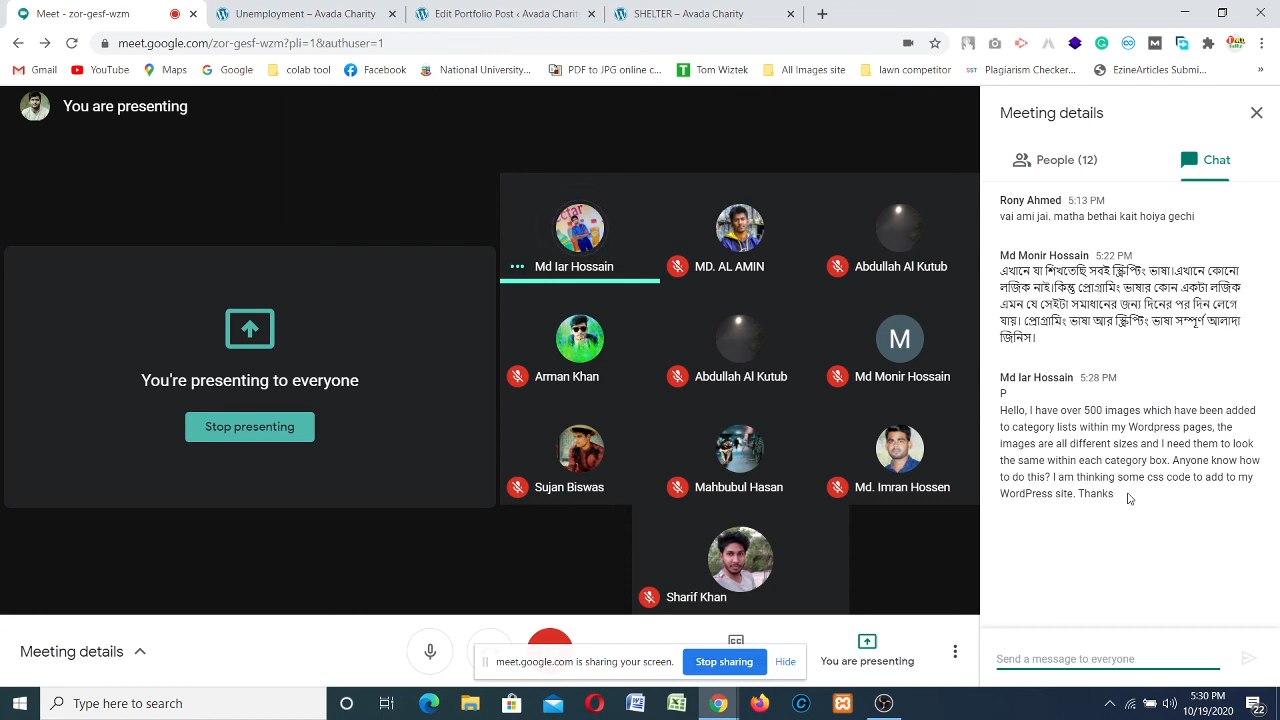 Meet – zor-gesf-wzm
Unemployment – Avada Charity
Edit Portfolio Post ‹ Avada Charity
SHELTER – Avada Charity
meet.google.com/zor-gesf-wzm?pli=1&authuser=1
Gmail
YouTube
Maps
Google
colab tool
Facebook
National University...
PDF to JPG online c...
Tom Wiztek
All Images site
lawn competitor
SST Plagiarism Checker...
EzineArticles Submi...
You are presenting
You're presenting to everyone
Stop presenting
Md Iar Hossain
MD. AL AMIN
Abdullah Al Kutub
Arman Khan
Abdullah Al Kutub
M
Md Monir Hossain
Sujan Biswas
Mahbubul Hasan
Md. Imran Hossen
Sharif Khan
Meeting details
People (12)
Chat
Rony Ahmed 5:13 PM
vai ami jai. matha bethai kait hoiya gechi
Md Monir Hossain 5:22 PM
এখানে যা শিখতেছি সবই স্ক্রিপ্টিং ভাষা।এখানে কোনো
লজিক নাই।কিন্তু প্রোগ্রামিং ভাষার কোন একটা লজিক
এমন যে সেইটা সমাধানের জন্য দিনের পর দিন লেগে
যায়। প্রোগ্রামিং ভাষা আর স্ক্রিপ্টিং ভাষা সম্পূর্ণ আলাদা
জিনিস।
Md Iar Hossain 5:28 PM
P
Hello, I have over 500 images which have been added
to category lists within my Wordpress pages, the
images are all different sizes and I need them to look
the same within each category box. Anyone know how
to do this? I am thinking some css code to add to my
WordPress site. Thanks
Send a message to everyone
Meeting details
meet.google.com is sharing your screen.
Stop sharing
Hide
You are presenting
Type here to search
5:30 PM
10/19/2020
22